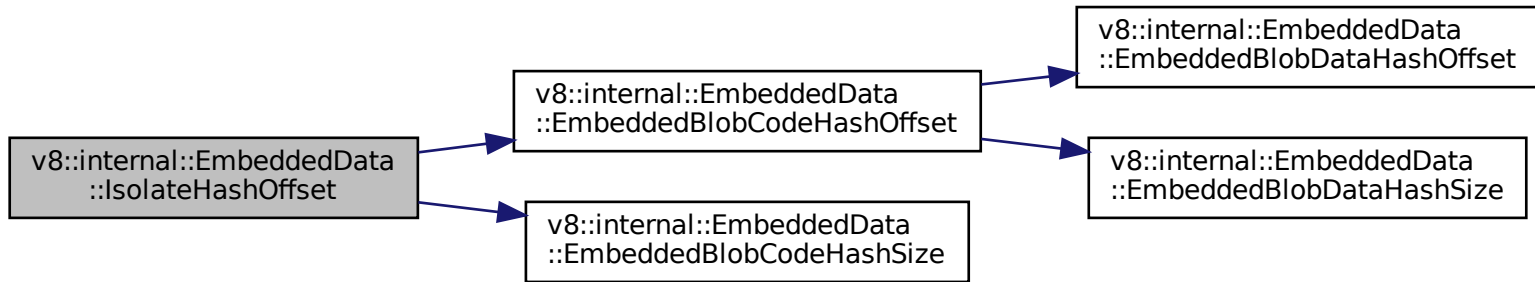 v8::internal::EmbeddedData
::IsolateHashOffset
v8::internal::EmbeddedData
::EmbeddedBlobCodeHashOffset
v8::internal::EmbeddedData
::EmbeddedBlobCodeHashSize
v8::internal::EmbeddedData
::EmbeddedBlobDataHashOffset
v8::internal::EmbeddedData
::EmbeddedBlobDataHashSize